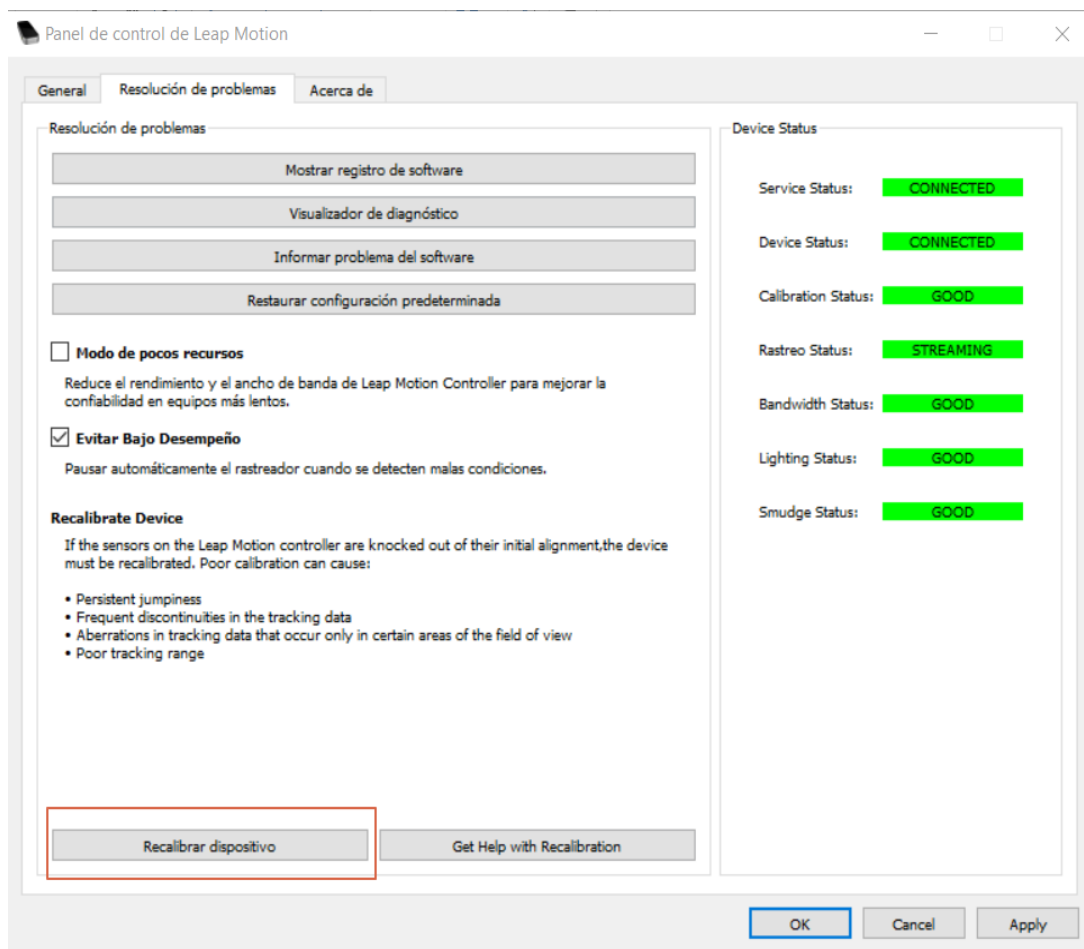 Panel de control de Leap Motion
General
Resolución de problemas
Acerca de
Resolución de problemas
Mostrar registro de software
Visualizador de diagnóstico
Informar problema del software
Restaurar configuración predeterminada
Modo de pocos recursos
Reduce el rendimiento y el ancho de banda de Leap Motion Controller para mejorar la
confiabilidad en equipos más lentos.
Evitar Bajo Desempeño
Pausar automáticamente el rastreador cuando se detecten malas condiciones.
Recalibrate Device
If the sensors on the Leap Motion controller are knocked out of their initial alignment,the device
must be recalibrated. Poor calibration can cause:
• Persistent jumpiness
• Frequent discontinuities in the tracking data
• Aberrations in tracking data that occur only in certain areas of the field of view
• Poor tracking range
Recalibrar dispositivo
Get Help with Recalibration
Device Status
Service Status: CONNECTED
Device Status: CONNECTED
Calibration Status: GOOD
Rastreo Status: STREAMING
Bandwidth Status: GOOD
Lighting Status: GOOD
Smudge Status: GOOD
OK
Cancel
Apply